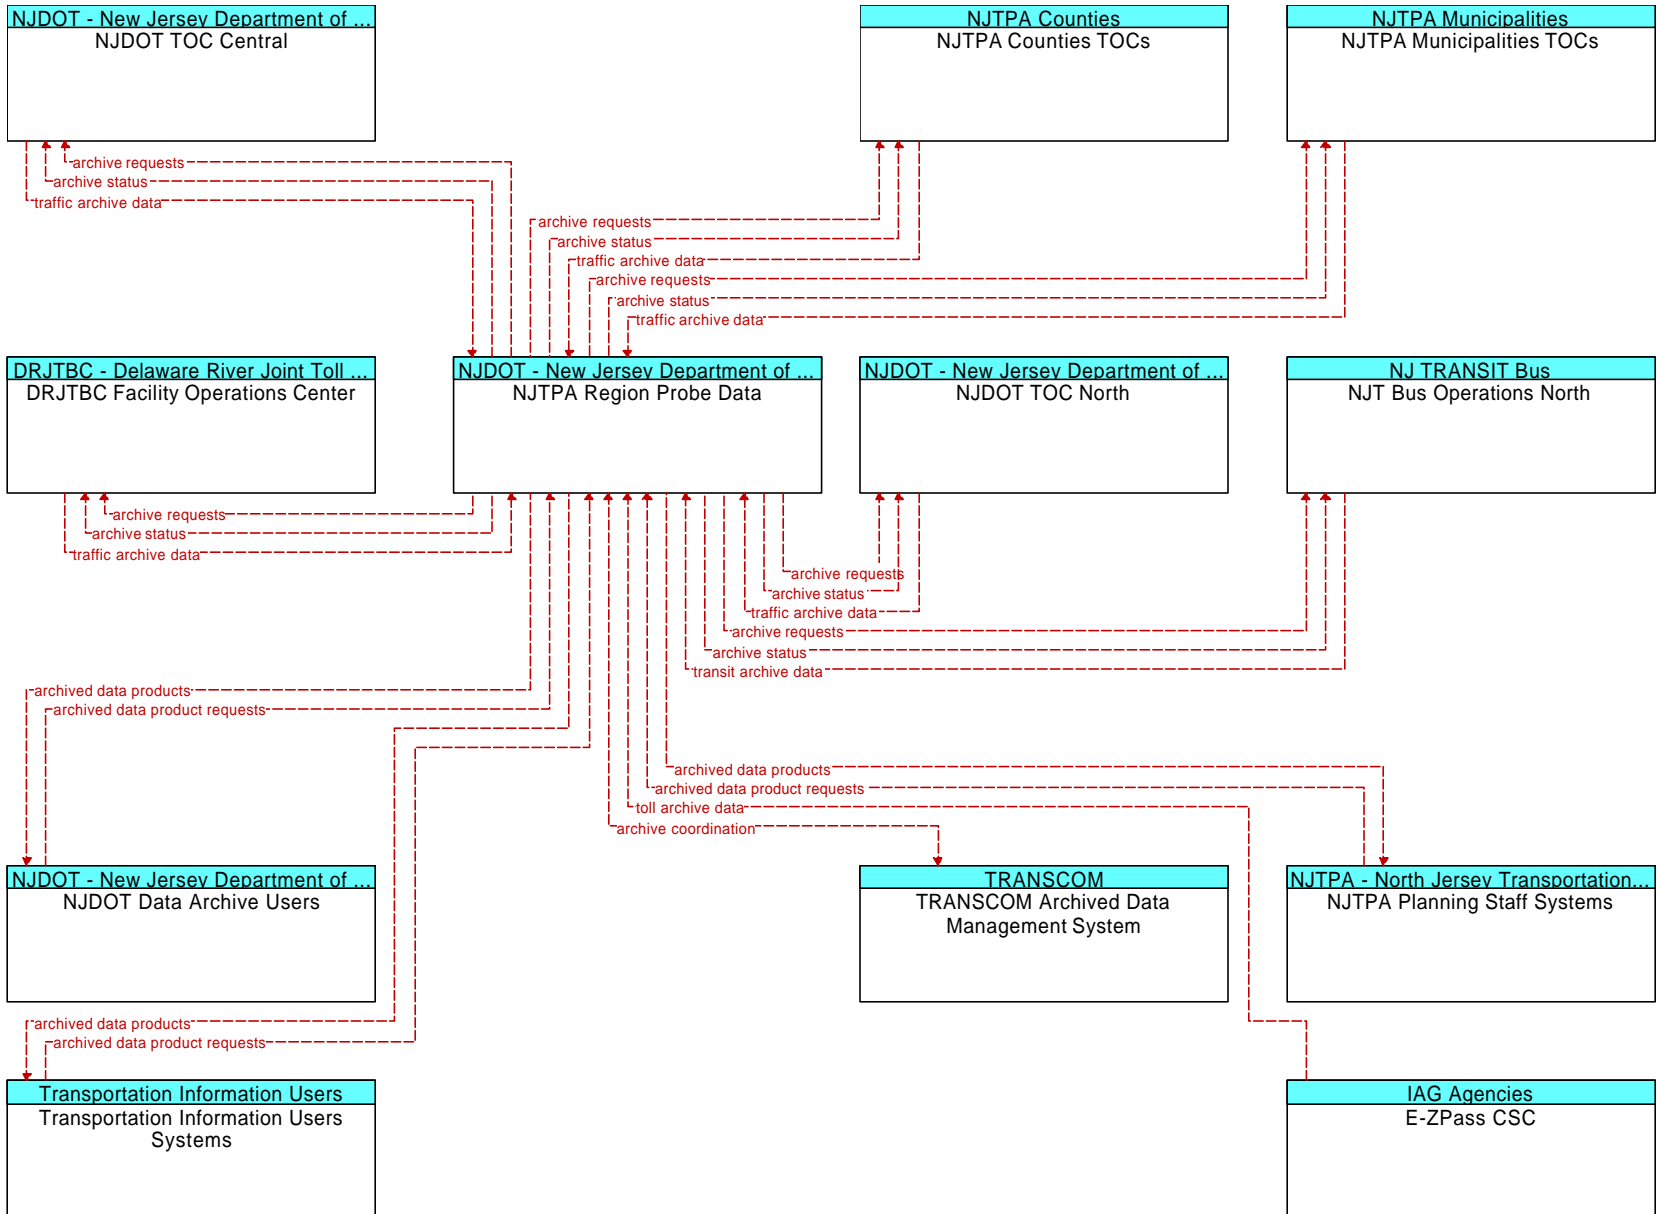 NJDOT - New Jersey Department of ...
NJDOT TOC Central
NJTPA Counties
NJTPA Counties TOCs
NJTPA Municipalities
NJTPA Municipalities TOCs
archive requests
archive status
traffic archive data
archive requests
archive status
traffic archive data
archive requests
archive status
traffic archive data
DRJTBC - Delaware River Joint Toll ...
DRJTBC Facility Operations Center
NJDOT - New Jersey Department of ...
NJTPA Region Probe Data
NJDOT - New Jersey Department of ...
NJDOT TOC North
NJ TRANSIT Bus
NJT Bus Operations North
archive requests
archive status
traffic archive data
archive requests
archive status
traffic archive data
archive requests
archive status
transit archive data
archived data products
archived data product requests
archived data products
archived data product requests
toll archive data
archive coordination
NJDOT - New Jersey Department of ...
NJDOT Data Archive Users
TRANSCOM
TRANSCOM Archived Data
Management System
NJTPA - North Jersey Transportation...
NJTPA Planning Staff Systems
archived data products
archived data product requests
Transportation Information Users
Transportation Information Users
Systems
IAG Agencies
E-ZPass CSC